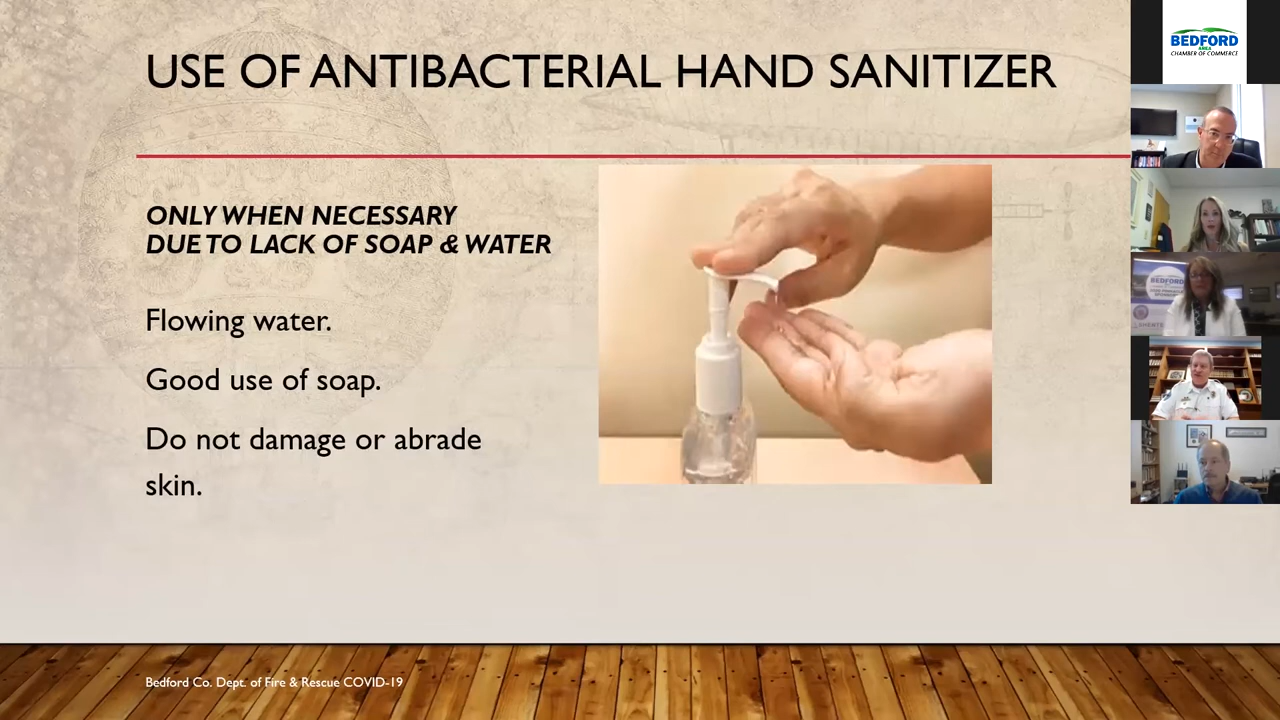 USE OF ANTIBACTERIAL HAND SANITIZER
ONLY WHEN NECESSARY
DUE TO LACK OF SOAP & WATER
Flowing water.
Good use of soap.
Do not damage or abrade
skin.
Bedford Co. Dept. of Fire & Rescue COVID-19
BEDFORD
AREA
CHAMBER OF COMMERCE
BEDFORD